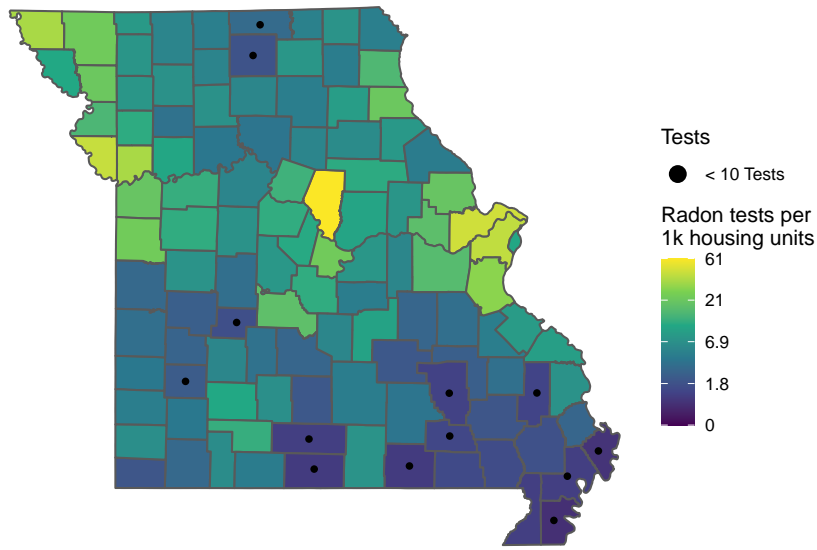 Tests
< 10 Tests
Radon tests per
1k housing units
61
21
6.9
1.8
0